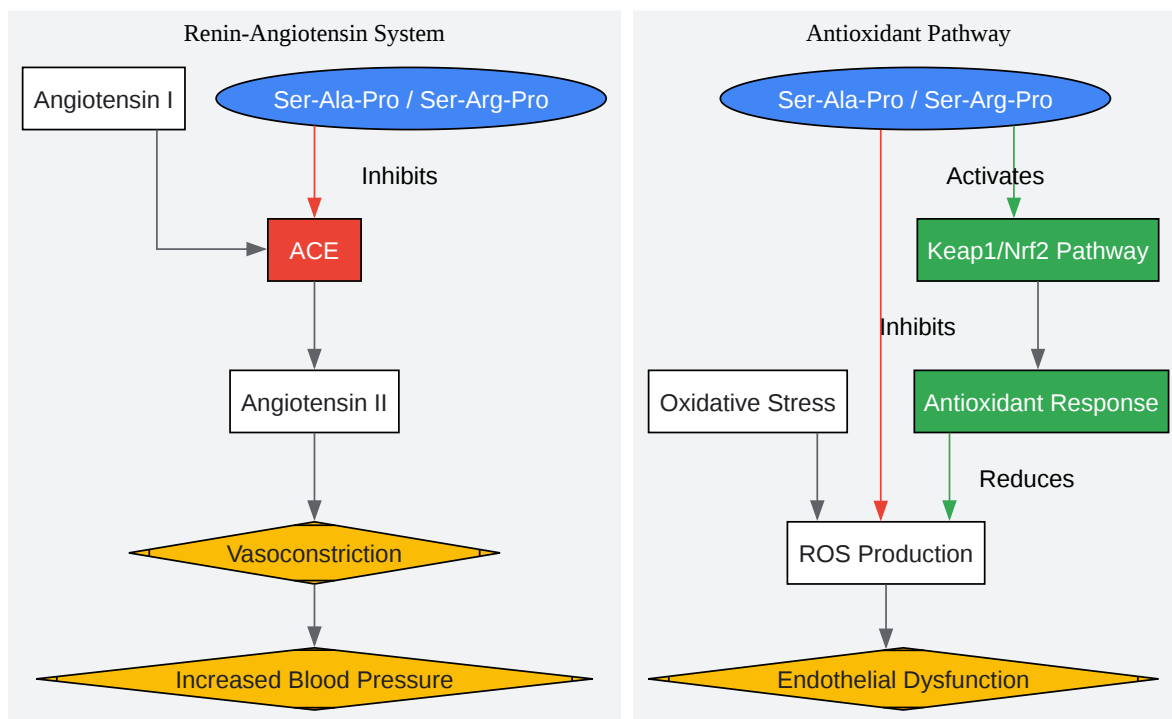 Renin-Angiotensin System
Angiotensin I
Ser-Ala-Pro / Ser-Arg-Pro
Inhibits
ACE
Angiotensin II
Vasoconstriction
Increased Blood Pressure
Antioxidant Pathway
Ser-Ala-Pro / Ser-Arg-Pro
Activates
Keap1/Nrf2 Pathway
Inhibits
Oxidative Stress
Antioxidant Response
Reduces
ROS Production
Endothelial Dysfunction